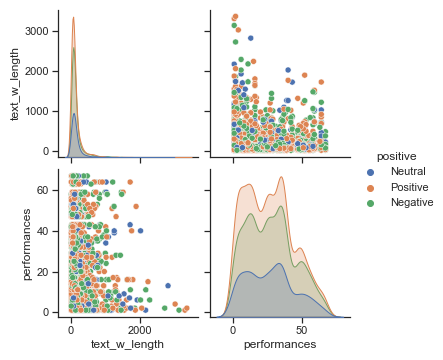 3000
2000
1000
0
text_w_length
positive
Neutral
Positive
Negative
60
40
20
0
performances
0
2000
text_w_length
0
50
performances